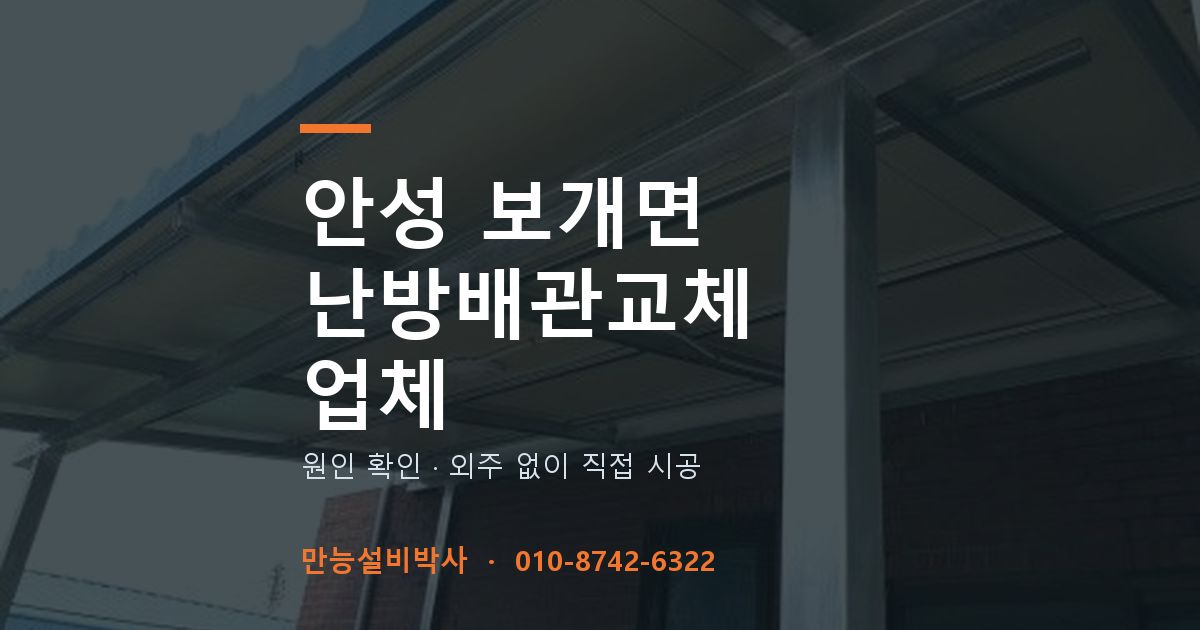 안성 보개면
난방배관교체
업체
원인 확인 · 외주 없이 직접 시공
만능설비박사 · 010-8742-6322